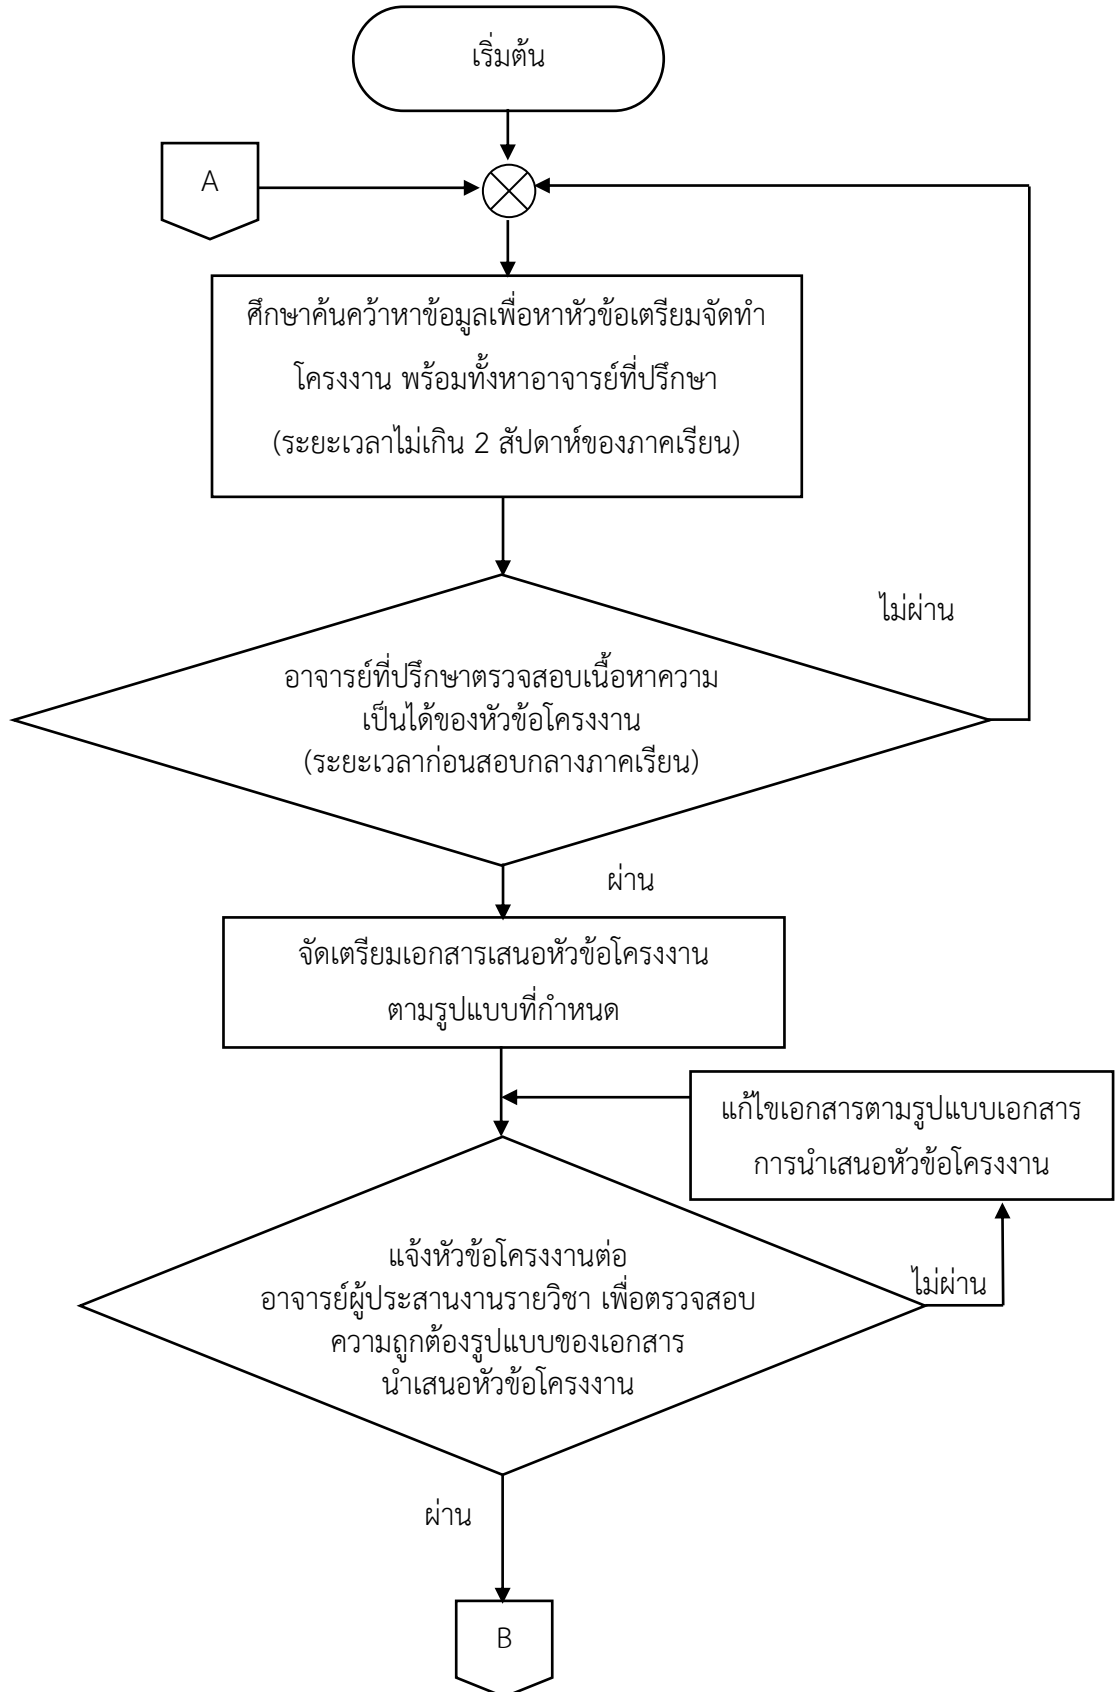 เริ่มต้น
A
ศึกษาค้นคว้าหาข้อมูลเพื่อหาหัวข้อเตรียมจัดทำ
โครงงาน พร้อมทั้งหาอาจารย์ที่ปรึกษา
(ระยะเวลาไม่เกิน 2 สัปดาห์ของภาคเรียน)
ไม่ผ่าน
อาจารย์ที่ปรึกษาตรวจสอบเนื้อหาความ
เป็นได้ของหัวข้อโครงงาน
(ระยะเวลาก่อนสอบกลางภาคเรียน)
ผ่าน
จัดเตรียมเอกสารเสนอหัวข้อโครงงาน
ตามรูปแบบที่กำหนด
แก้ไขเอกสารตามรูปแบบเอกสาร
การนำเสนอหัวข้อโครงงาน
ไม่ผ่าน
แจ้งหัวข้อโครงงานต่อ
อาจารย์ผู้ประสานงานรายวิชา เพื่อตรวจสอบ
ความถูกต้องรูปแบบของเอกสาร
นำเสนอหัวข้อโครงงาน
ผ่าน
B